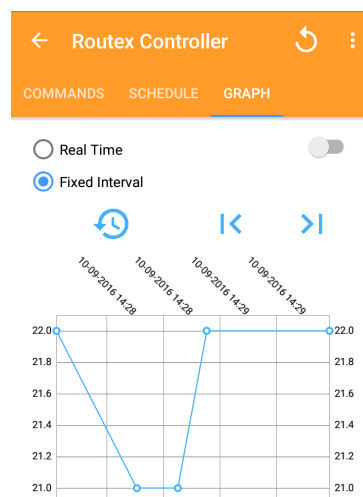 Routex Controller
COMMANDS SCHEDULE GRAPH
Real Time
Fixed Interval
10-09-2016 14:28 10-09-2016 14:28 10-09-2016 14:29 10-09-2016 14:29
22.0 22.0
21.8 21.8
21.6 21.6
21.4 21.4
21.2 21.2
21.0 21.0